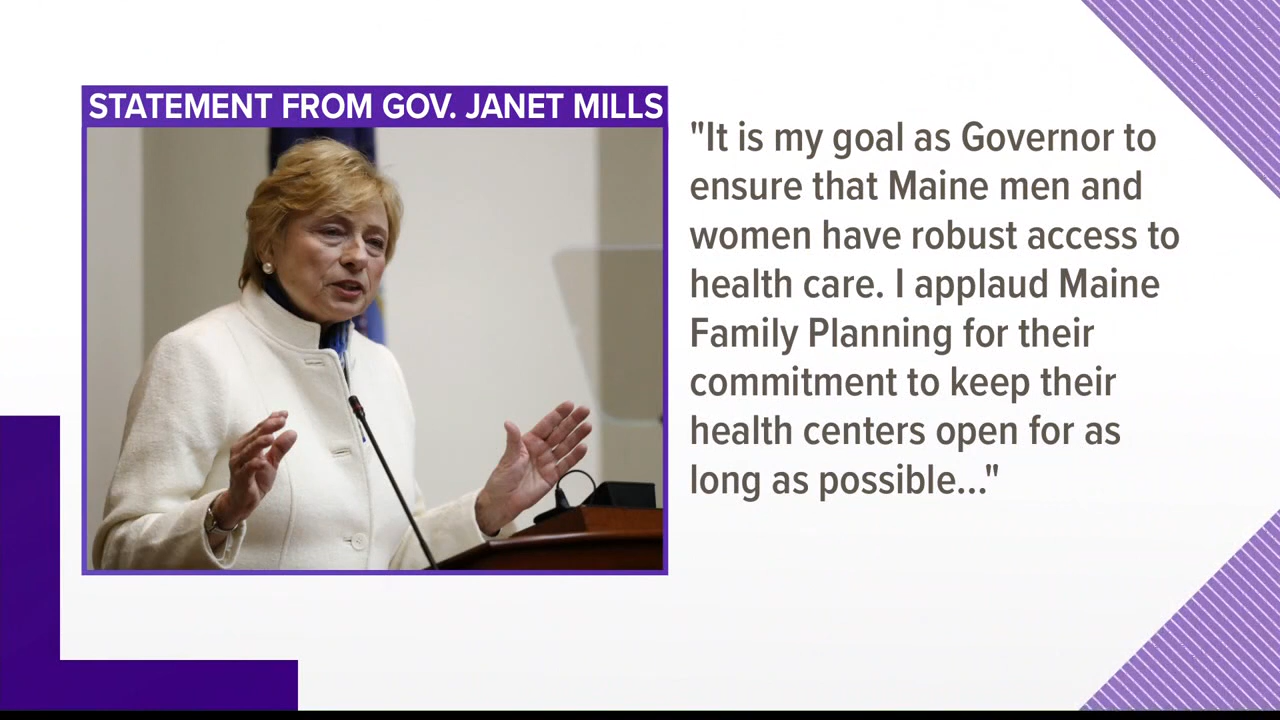 STATEMENT FROM GOV. JANET MILLS
"It is my goal as Governor to
ensure that Maine men and
women have robust access to
health care. I applaud Maine
Family Planning for their
commitment to keep their
health centers open for as
long as possible..."